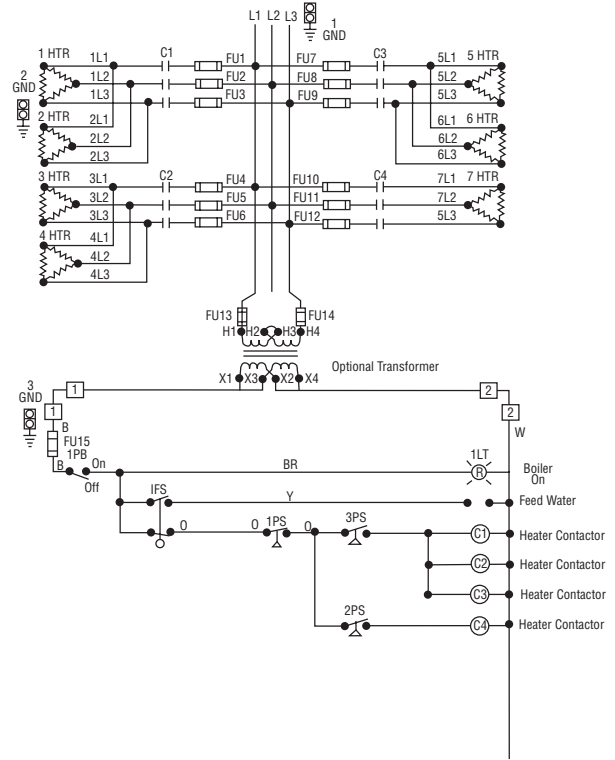 L1 L2 L3 1 GND
1 HTR 1L1 C1 FU1 FU7 C3 5L1 5 HTR
2 GND 1L2 FU2 FU8 5L2
1L3 FU3 FU9 5L3
2 HTR 2L1 6L1 6 HTR
2L2 6L2
2L3 6L3
3 HTR 3L1 C2 FU4 FU10 C4 7L1 7 HTR
3L2 FU5 FU11 7L2
3L3 FU6 FU12 5L3
4 HTR 4L1
4L2
4L3
FU13 FU14
H1 H2 H3 H4
Optional Transformer
X1 X3 X2 X4
3 GND 1 2
1 2
B W
FU15
1PB
B On BR 1LT R Boiler On
Off
IFS Y Feed Water
O O 1PS O 3PS C1 Heater Contactor
C2 Heater Contactor
C3 Heater Contactor
2PS C4 Heater Contactor